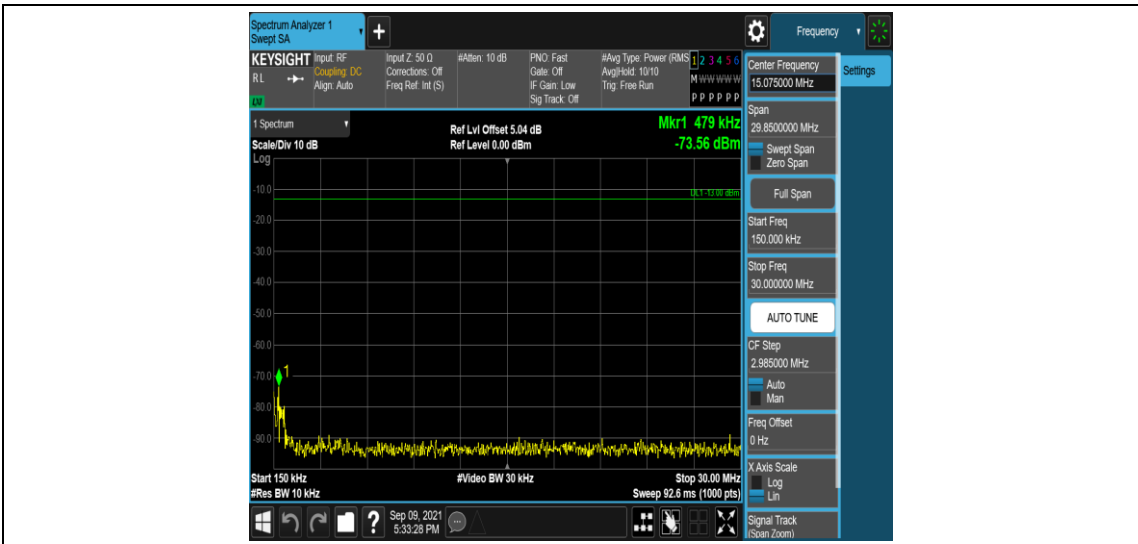 Spectrum Analyzer 1
Swept SA
+
Frequency
KEYSIGHT
RL
LXI
Input: RF
Coupling: DC
Align: Auto
Input Z: 50 Ω
Corrections: Off
Freq Ref: Int (S)
#Atten: 10 dB
PNO: Fast
Gate: Off
IF Gain: Low
Sig Track: Off
#Avg Type: Power (RMS
Avg|Hold: 10/10
Trig: Free Run
1 2 3 4 5 6
M W W W W W
P P P P P P
Center Frequency
15.075000 MHz
Settings
Span
29.8500000 MHz
Swept Span
Zero Span
Full Span
Start Freq
150.000 kHz
Stop Freq
30.000000 MHz
AUTO TUNE
CF Step
2.985000 MHz
Auto
Man
Freq Offset
0 Hz
X Axis Scale
Log
Lin
Signal Track
(Span Zoom)
1 Spectrum
Scale/Div 10 dB
Log
Ref Lvl Offset 5.04 dB
Ref Level 0.00 dBm
Mkr1 479 kHz
-73.56 dBm
DL1 -13.00 dBm
-10.0
-20.0
-30.0
-40.0
-50.0
-60.0
-70.0
-80.0
-90.0
1
Start 150 kHz
#Res BW 10 kHz
#Video BW 30 kHz
Stop 30.00 MHz
Sweep 92.6 ms (1000 pts)
?
Sep 09, 2021
5:33:28 PM